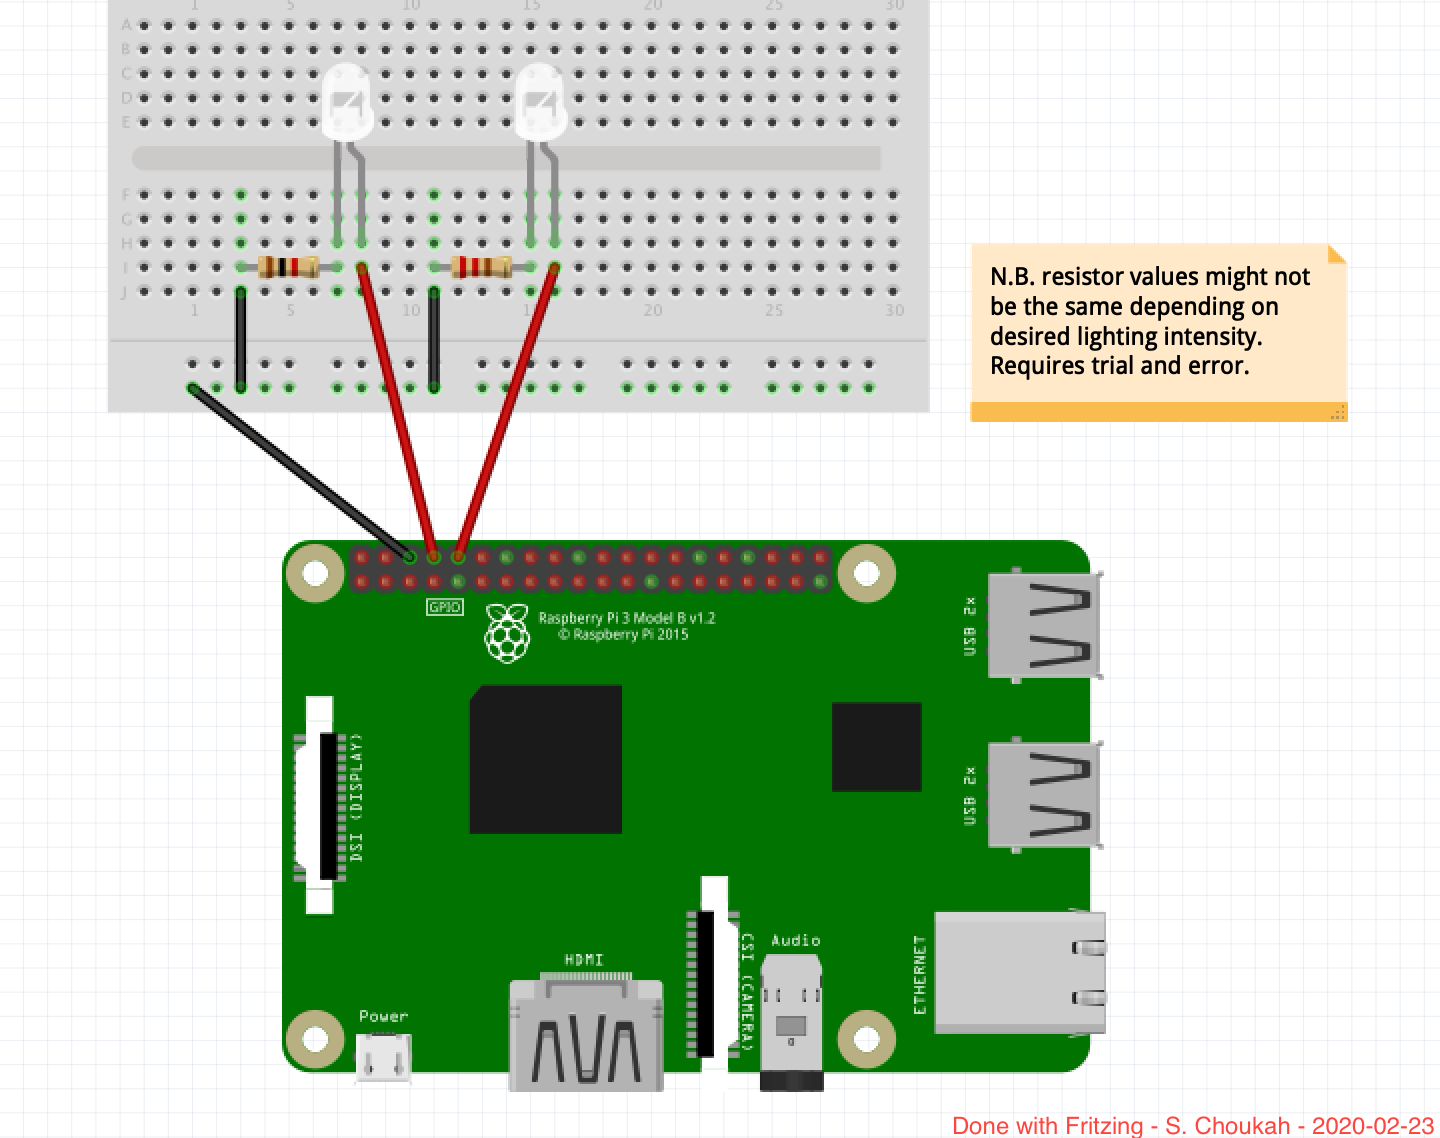 1 5 10 15 20 25 30
A
B
C
D
E
F
G
H
I
J
1 5 10 20 25 30
N.B. resistor values might not
be the same depending on
desired lighting intensity.
Requires trial and error.
GPIO
Raspberry Pi 3 Model B v1.2
© Raspberry Pi 2015
USB 2x
DSI (DISPLAY)
USB 2x
HDMI
CSI (CAMERA)
Audio
ETHERNET
Power
Done with Fritzing - S. Choukah - 2020-02-23